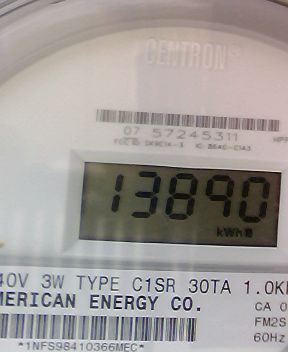 CENTRON®
07 57245311
13890
kWh
40V 3W TYPE C1SR 30TA 1.0K
MERICAN ENERGY CO.
CA 0
FM2S
60Hz
*1NFS98410366MEC*